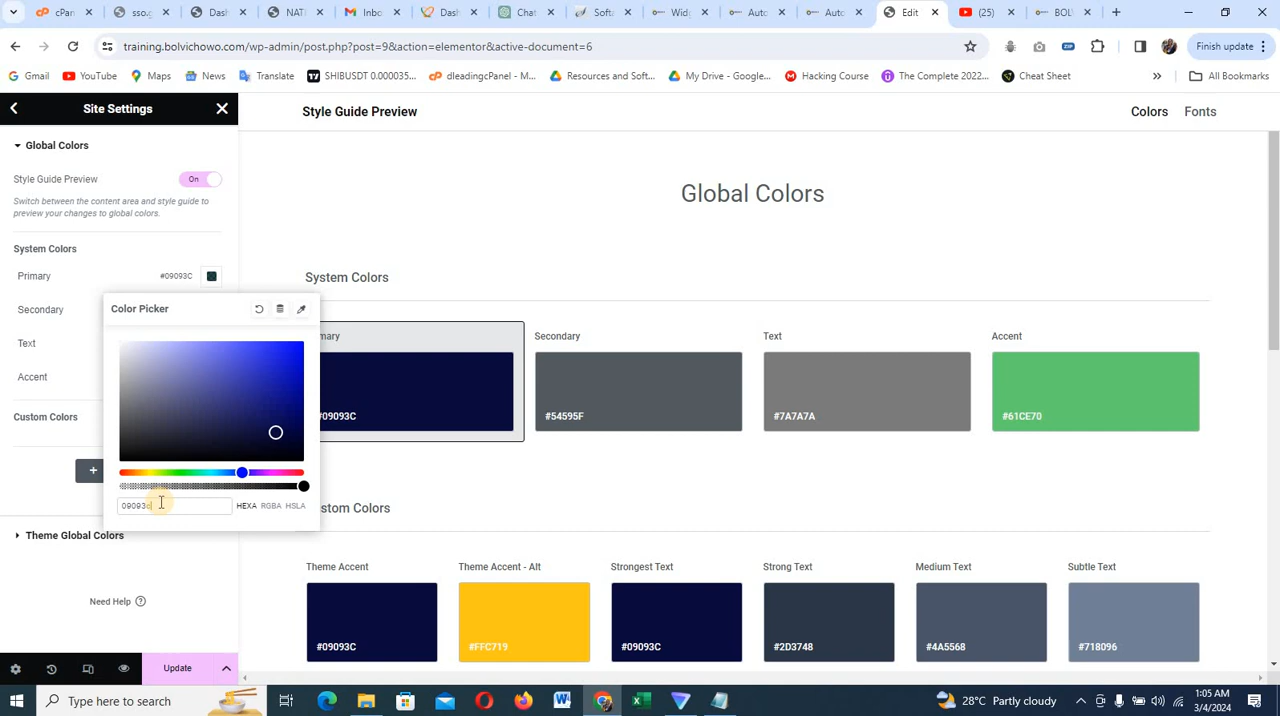 cPan
sso.g
Dash
NATI
Inbo
Dash
Chat
Softa
Widg
Auto
Auto
Edit
(25)
BOLV
training.bolvichowo.com/wp-admin/post.php?post=9&action=elementor&active-document=6
Finish update
Gmail
YouTube
Maps
News
Translate
SHIBUSDT 0.000035...
dleadingcPanel - M...
Resources and Soft...
My Drive - Google...
Hacking Course
The Complete 2022...
Cheat Sheet
»
All Bookmarks
Site Settings
Style Guide Preview
Colors
Fonts
Global Colors
Style Guide Preview
On
Switch between the content area and style guide to
preview your changes to global colors.
Global Colors
System Colors
Primary
#09093C
Secondary
Text
Accent
Custom Colors
+
Color Picker
09093c
HEXA RGBA HSLA
Theme Global Colors
Need Help
?
Update
System Colors
mary
Secondary
Text
Accent
#09093C
#54595F
#7A7A7A
#61CE70
stom Colors
Theme Accent
Theme Accent - Alt
Strongest Text
Strong Text
Medium Text
Subtle Text
#09093C
#FFC719
#09093C
#2D3748
#4A5568
#718096
Type here to search
28°C Partly cloudy
1:05 AM
3/4/2024